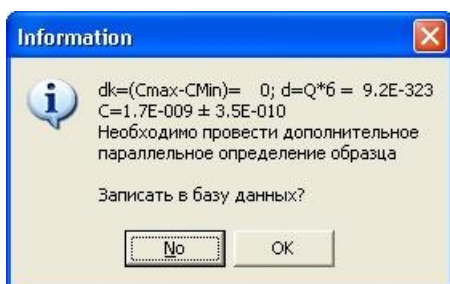 Information
dk=(Cmax-CMin)= 0; d=Q*б = 9.2E-323
C=1.7E-009 ± 3.5E-010
Необходимо провести дополнительное
параллельное определение образца
Записать в базу данных?
No OK